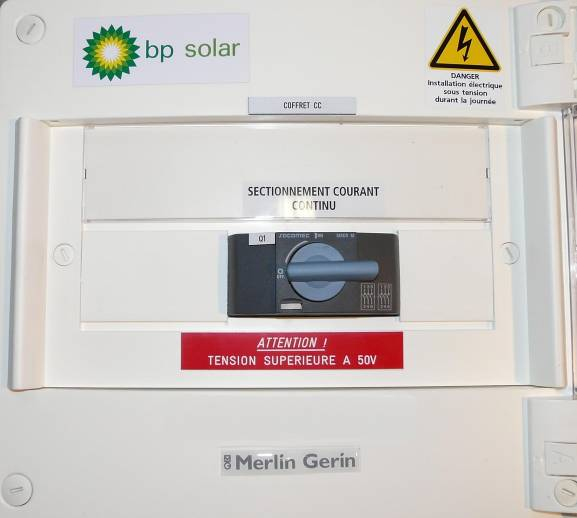 bp solar
DANGER
Installation électrique
sous tension
durant la journée
COFFRET CC
SECTIONNEMENT COURANT
CONTINU
Q1
socomec
OFF
ATTENTION !
TENSION SUPERIEURE A 50V
Merlin Gerin